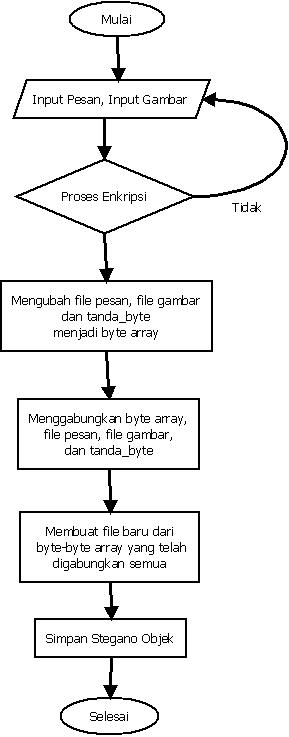 Mulai
Input Pesan, Input Gambar
Proses Enkripsi
Tidak
Mengubah file pesan, file gambar
dan tanda_byte
menjadi byte array
Menggabungkan byte array,
file pesan, file gambar,
dan tanda_byte
Membuat file baru dari
byte-byte array yang telah
digabungkan semua
Simpan Stegano Objek
Selesai